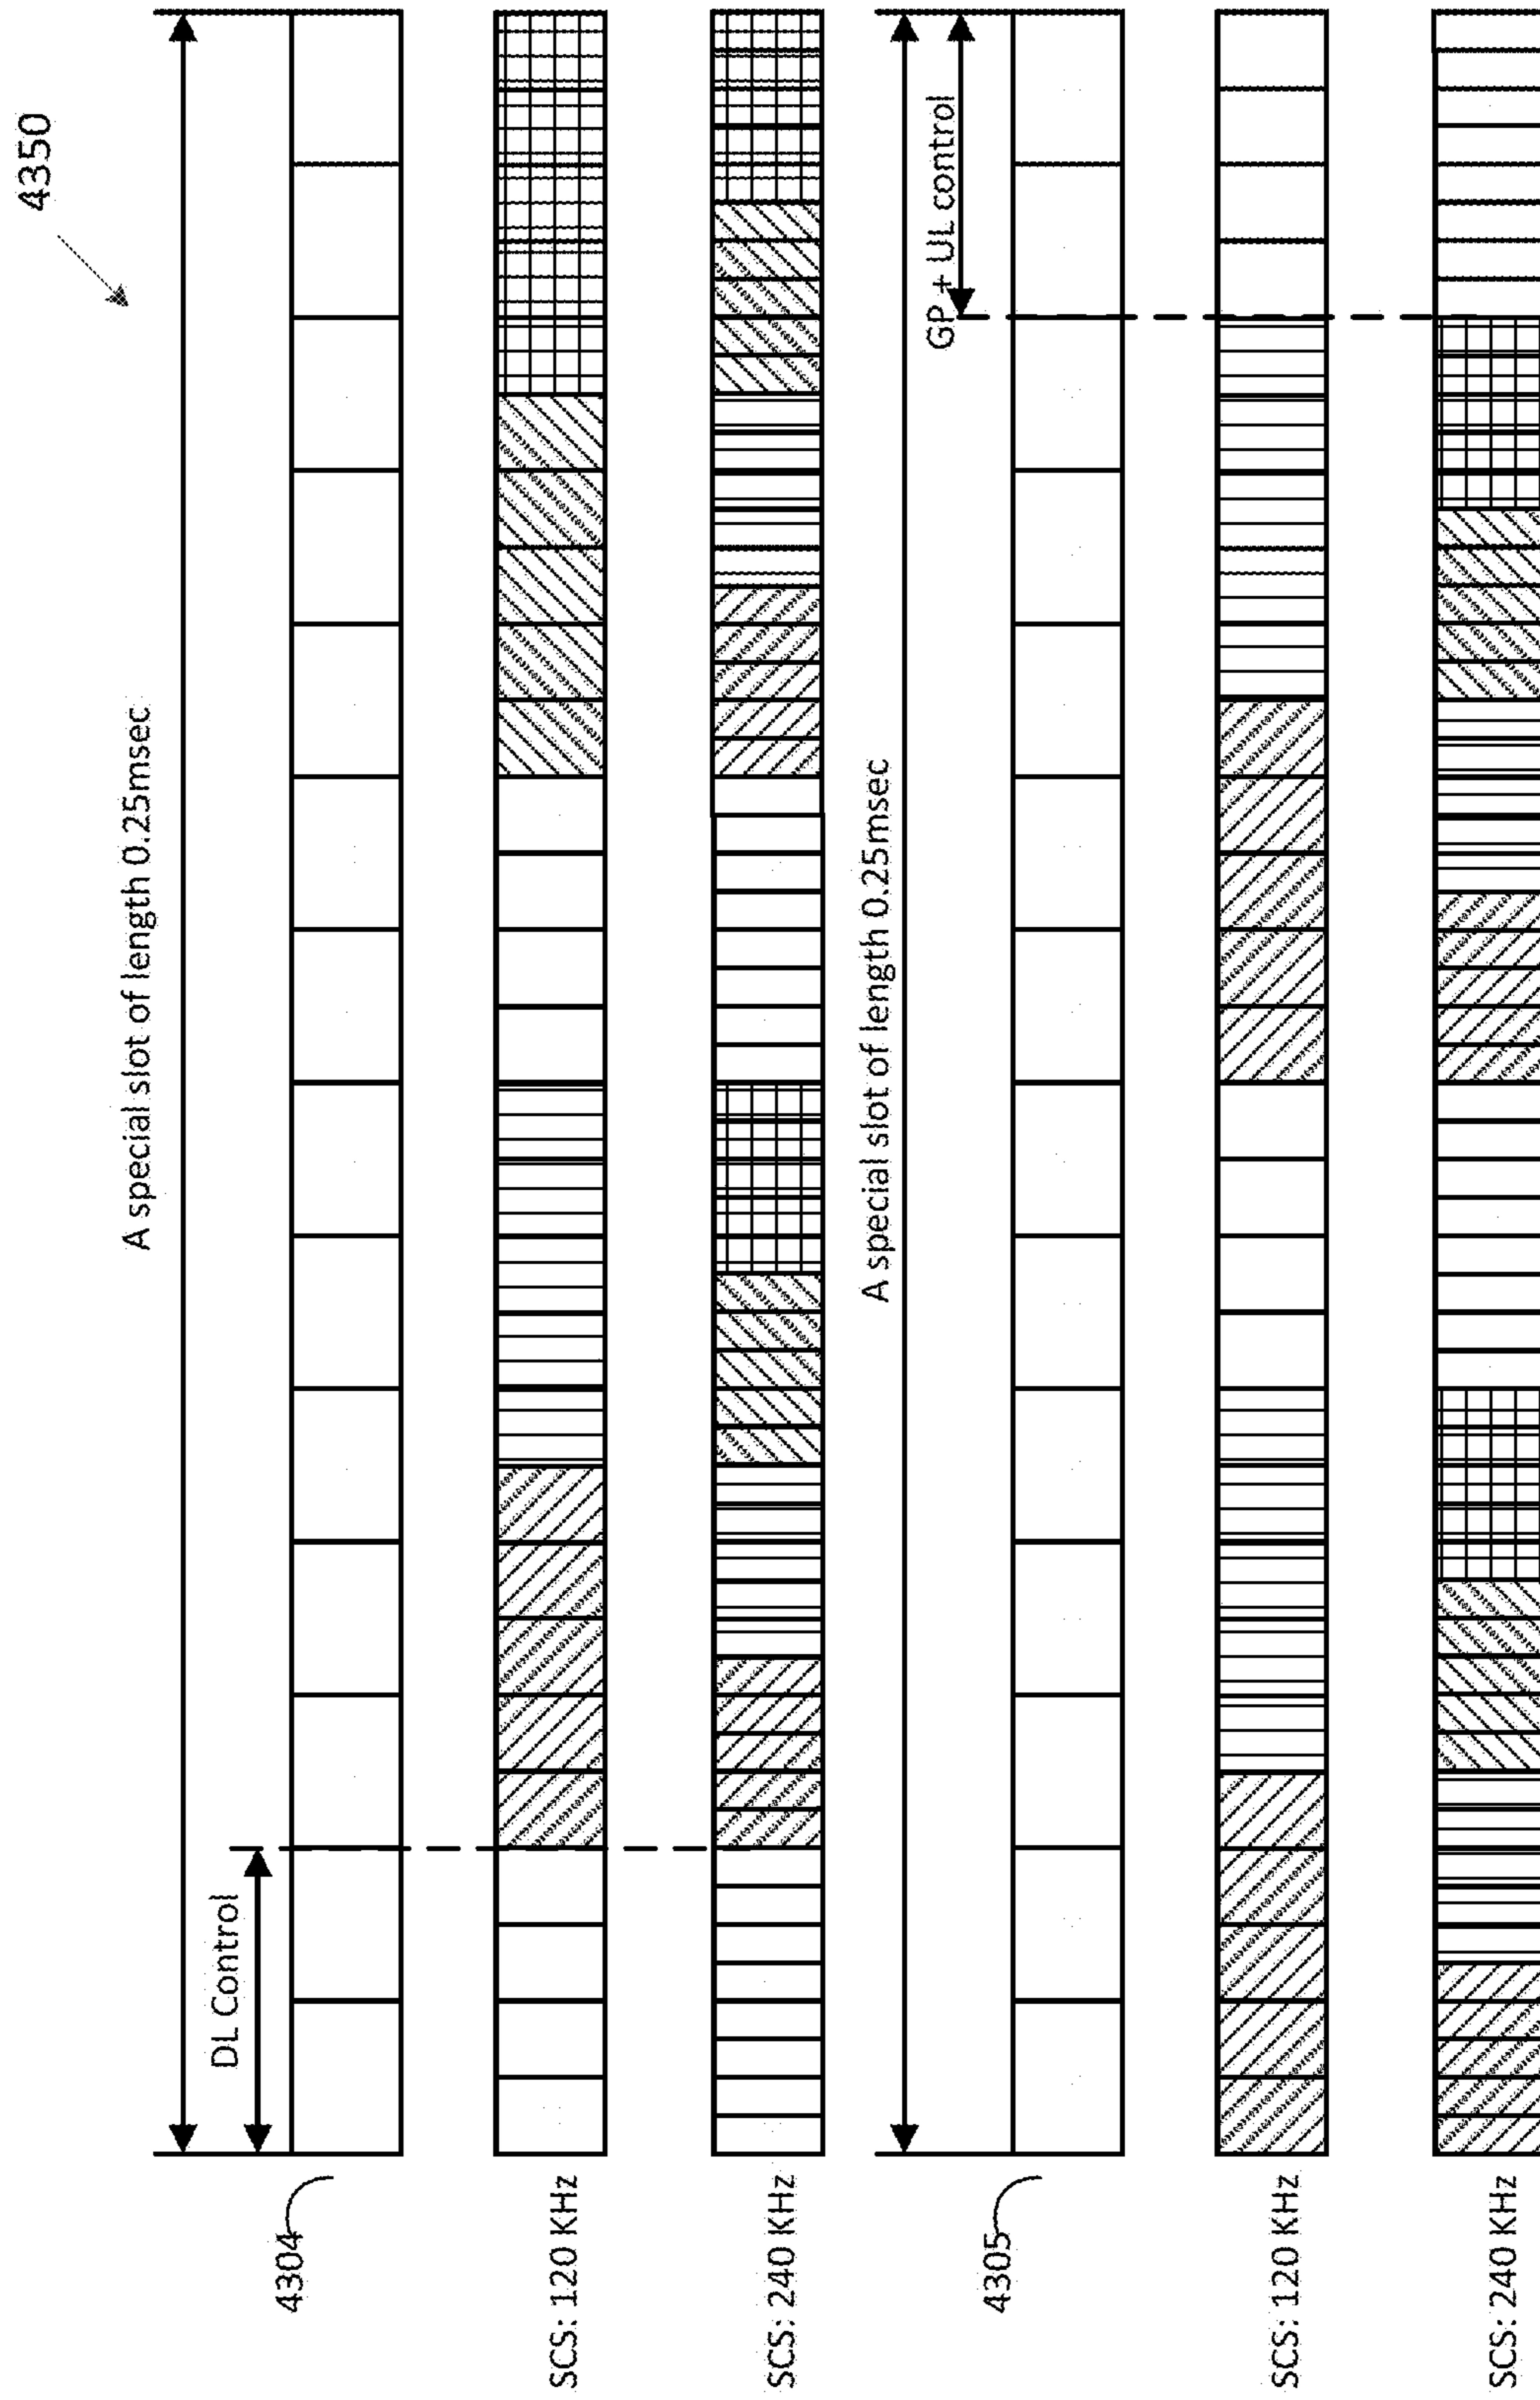 4350
A special slot of length 0.25msec
DL Control
4304
SCS: 120 KHz
SCS: 240 KHz
A special slot of length 0.25msec
GP + UL control
4305
SCS: 120 KHz
SCS: 240 KHz